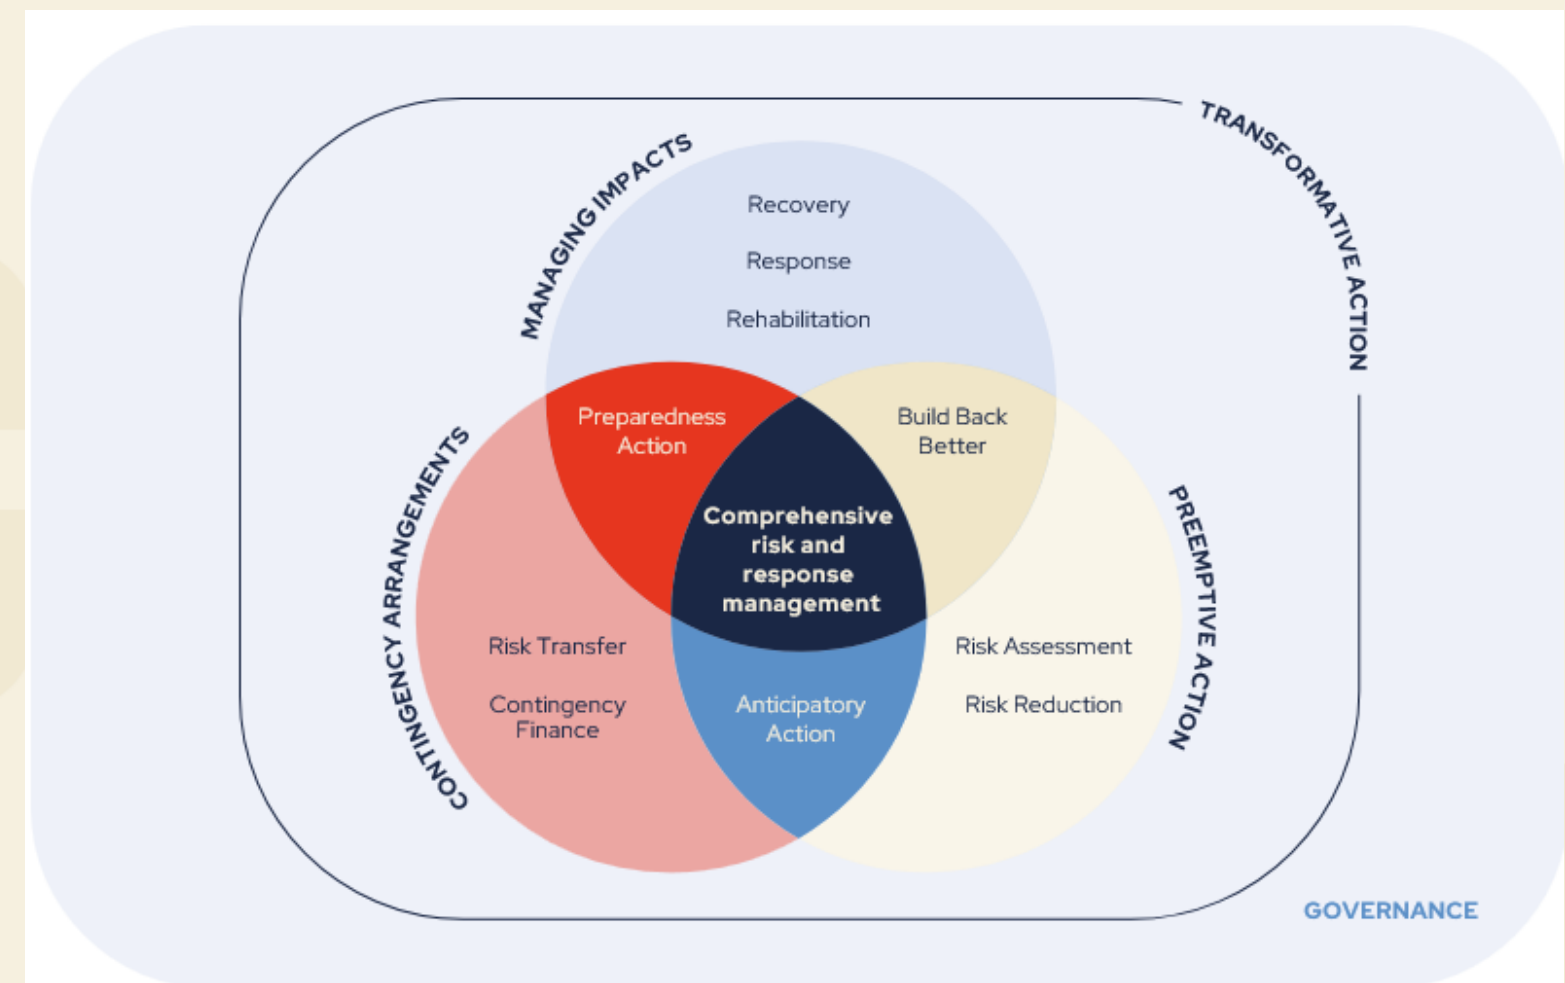 TRANSFORMATIVE ACTION
MANAGING IMPACTS
Recovery
Response
Rehabilitation
Preparedness
Action
Build Back
Better
CONTINGENCY ARRANGEMENTS
Comprehensive
risk and
response
management
PREEMPTIVE ACTION
Risk Transfer
Contingency
Finance
Anticipatory
Action
Risk Assessment
Risk Reduction
GOVERNANCE